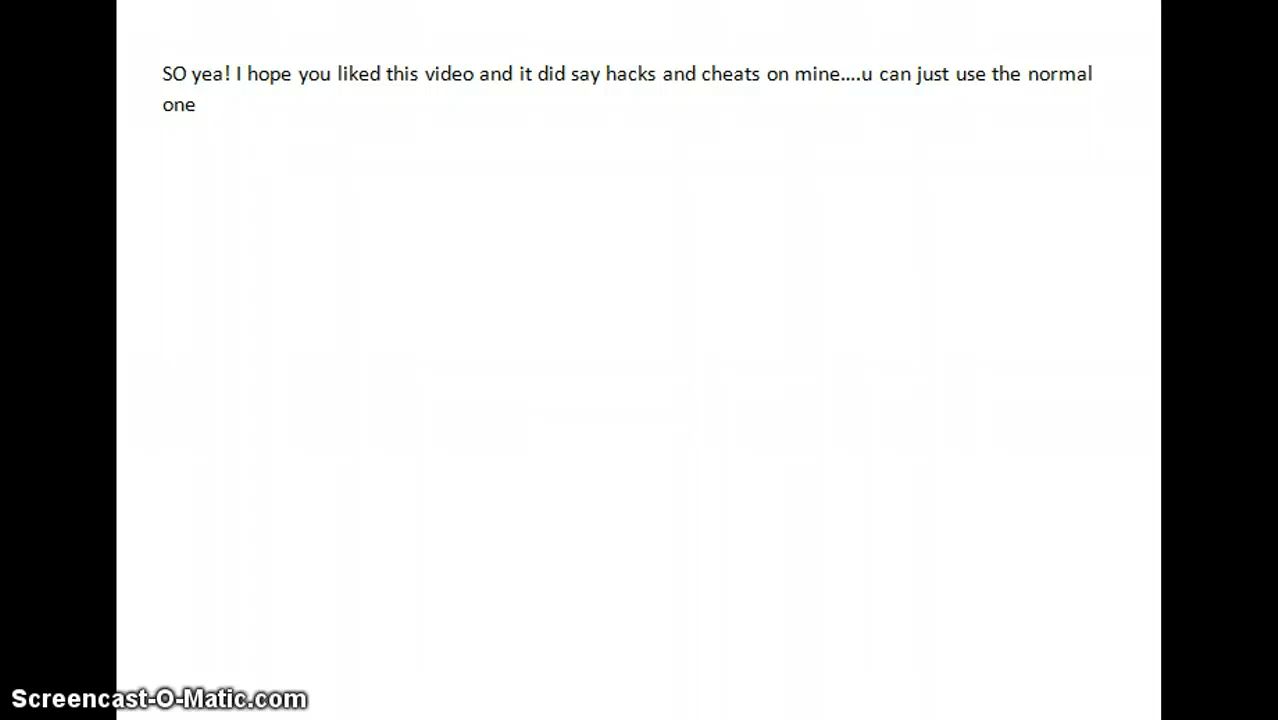 SO yea! I hope you liked this video and it did say hacks and cheats on mine....u can just use the normal
one
Screencast-O-Matic.com